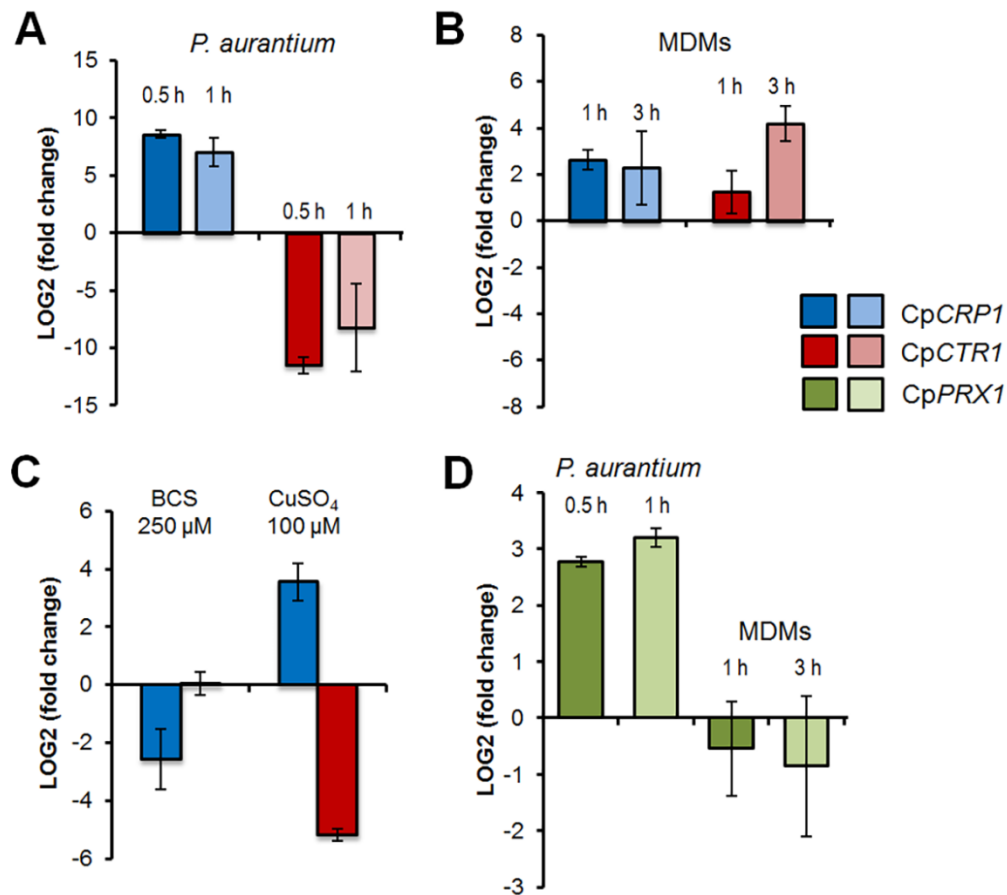 A
P. aurantium
LOG2 (fold change)
15
10
5
0
-5
-10
-15
0.5 h
1 h
0.5 h
1 h
B
MDMs
LOG2 (fold change)
8
6
4
2
0
-2
-4
-6
-8
1 h
3 h
1 h
3 h
CpCRP1
CpCTR1
CpPRX1
C
BCS
250 µM
CuSO₄
100 µM
LOG2 (fold change)
6
4
2
0
-2
-4
-6
D
P. aurantium
0.5 h
1 h
MDMs
1 h
3 h
LOG2 (fold change)
4
3
2
1
0
-1
-2
-3